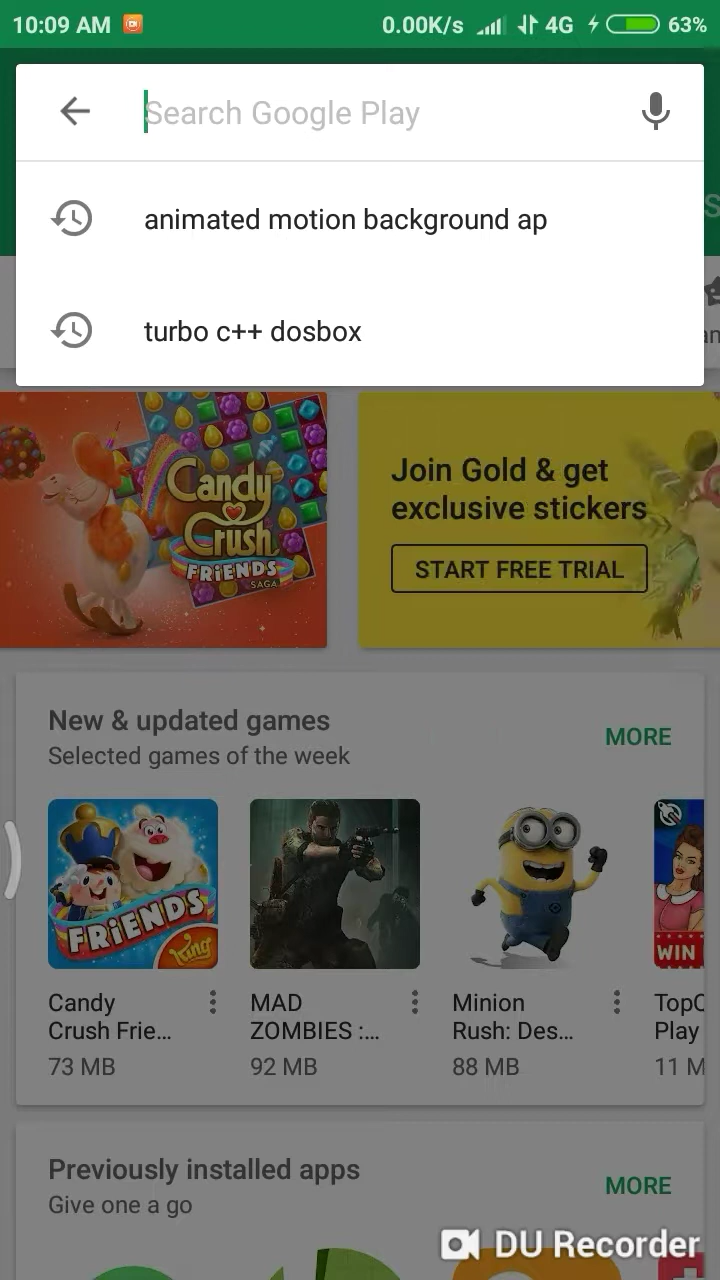 10:09 AM 0.00K/s 4G 63%
Search Google Play
animated motion background ap
turbo c++ dosbox
Candy
Crush
FRIENDS
SAGA
Join Gold & get
exclusive stickers
START FREE TRIAL
New & updated games
Selected games of the week
MORE
FRIENDS
King
WIN
Candy
Crush Frie...
73 MB
MAD
ZOMBIES :...
92 MB
Minion
Rush: Des...
88 MB
TopC
Play
11 M
Previously installed apps
Give one a go
MORE
DU Recorder